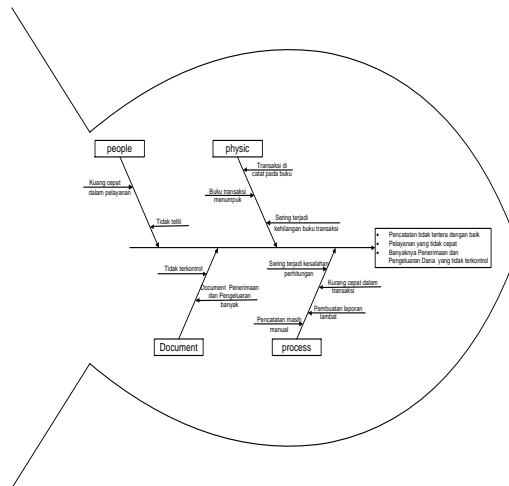 people
physic
Transaksi di
catat pada buku
Kuang cepat
dalam pelayanan
Buku transaksi
menumpuk
Tidak teliti
Sering terjadi
kehilangan buku transaksi
• Pencatatan tidak tertera dengan baik
• Pelayanan yang tidak cepat
• Banyaknya Penerimaan dan
Pengeluaran Dana yang tidak terkontrol
Tidak terkontrol
Sering terjadi kesalahan
perhitungan
Document Penerimaan
dan Pengeluaran
banyak
Kurang cepat dalam
transaksi
Pembuatan laporan
lambat
Pencatatan masih
manual
Document
process